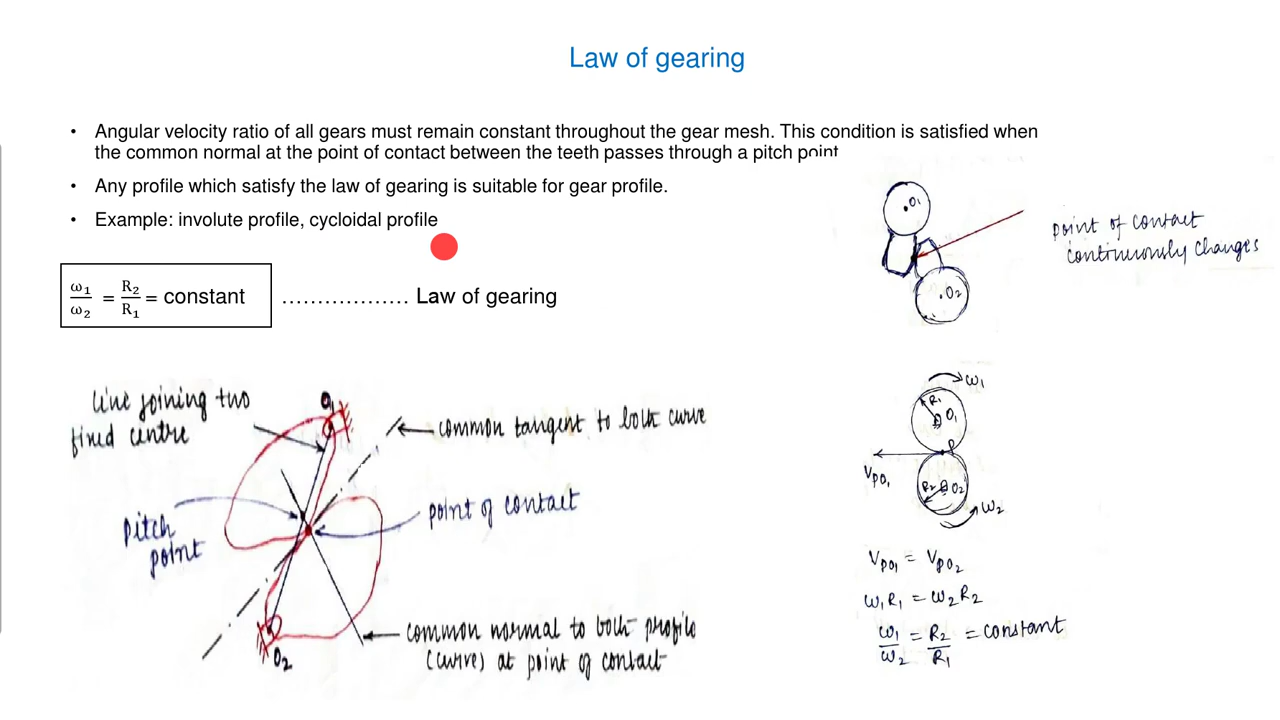 Law of gearing
• Angular velocity ratio of all gears must remain constant throughout the gear mesh. This condition is satisfied when
the common normal at the point of contact between the teeth passes through a pitch point
• Any profile which satisfy the law of gearing is suitable for gear profile.
• Example: involute profile, cycloidal profile
ω₁/ω₂ = R₂/R₁ = constant ……………… Law of gearing
O₁
O₂
point of contact
continuously changes
line joining two
fixed centre
O₁
common tangent to both curve
pitch
point
point of contact
common normal to both profile
(curve) at point of contact
O₂
ω₁
R₁
O₁
P
VPO₁
R₂
O₂
ω₂
VPO₁ = VPO₂
ω₁R₁ = ω₂R₂
ω₁/ω₂ = R₂/R₁ = constant